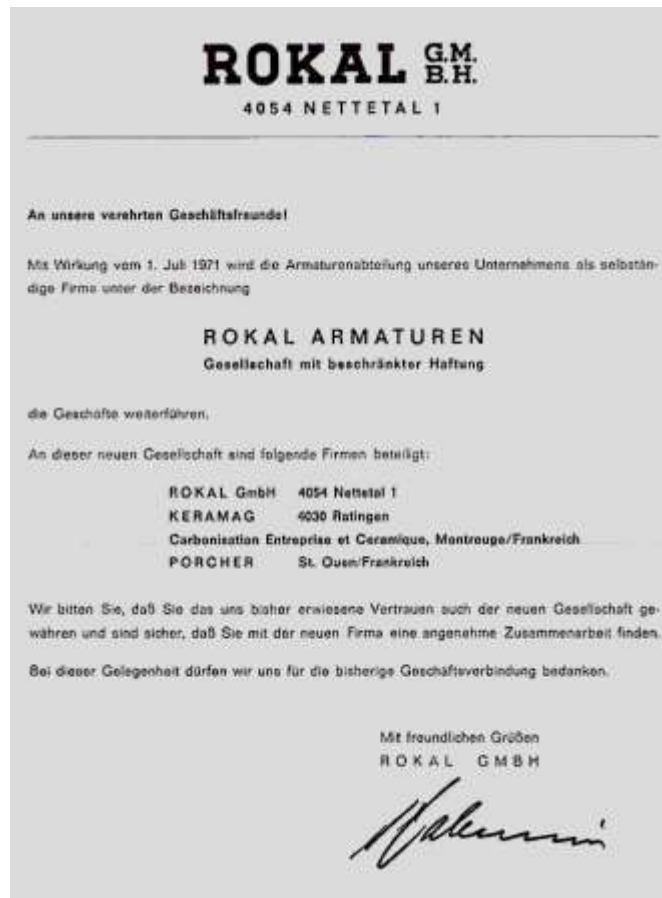 ROKAL G.M.B.H.
4054 NETTETAL 1
An unsere verehrten Geschäftsfreunde!
Mit Wirkung vom 1. Juli 1971 wird die Armaturenabteilung unseres Unternehmens als selbstän-
dige Firma unter der Bezeichnung
ROKAL ARMATUREN
Gesellschaft mit beschränkter Haftung
die Geschäfte weiterführen.
An dieser neuen Gesellschaft sind folgende Firmen beteiligt:
ROKAL GmbH 4054 Nettetal 1
KERAMAG 4030 Ratingen
Carbonisation Entreprise et Ceramique, Montrouge/Frankreich
PORCHER St. Ouen/Frankreich
Wir bitten Sie, daß Sie das uns bisher erwiesene Vertrauen auch der neuen Gesellschaft ge-
währen und sind sicher, daß Sie mit der neuen Firma eine angenehme Zusammenarbeit finden.
Bei dieser Gelegenheit dürfen wir uns für die bisherige Geschäftsverbindung bedanken.
Mit freundlichen Grüßen
ROKAL GMBH